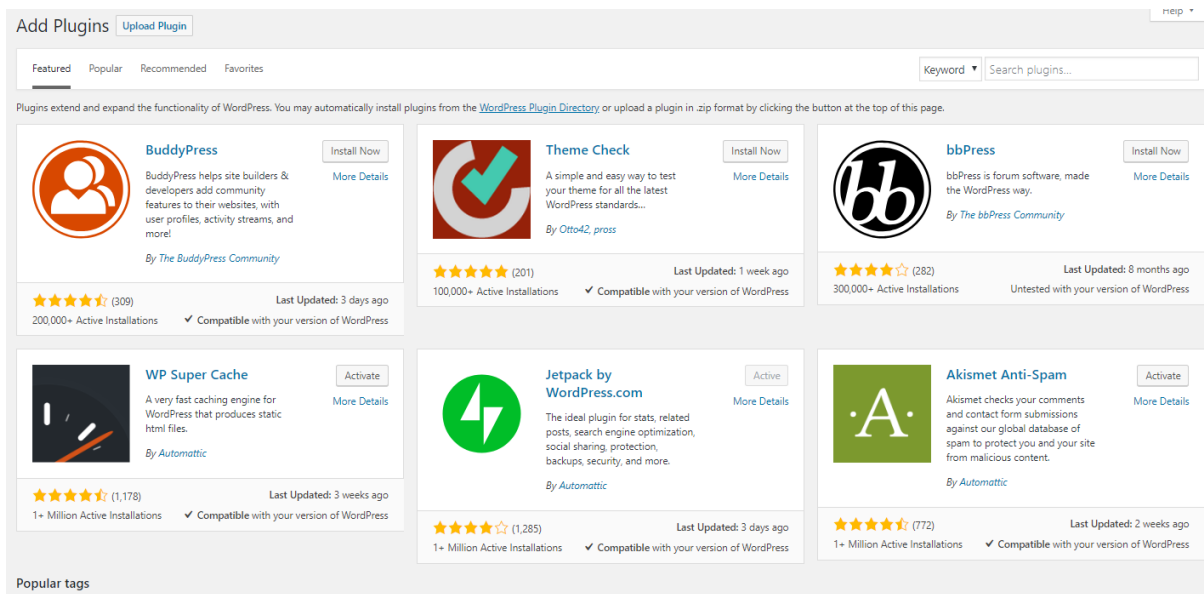 Help ▾
Add Plugins Upload Plugin
Featured Popular Recommended Favorites Keyword ▼ Search plugins...
Plugins extend and expand the functionality of WordPress. You may automatically install plugins from the WordPress Plugin Directory or upload a plugin in .zip format by clicking the button at the top of this page.
BuddyPress
Install Now
More Details
BuddyPress helps site builders &
developers add community
features to their websites, with
user profiles, activity streams, and
more!
By The BuddyPress Community
(309) Last Updated: 3 days ago
200,000+ Active Installations ✔ Compatible with your version of WordPress
Theme Check
Install Now
More Details
A simple and easy way to test
your theme for all the latest
WordPress standards...
By Otto42, pross
(201) Last Updated: 1 week ago
100,000+ Active Installations ✔ Compatible with your version of WordPress
bb
bbPress
Install Now
More Details
bbPress is forum software, made
the WordPress way.
By The bbPress Community
(282) Last Updated: 8 months ago
300,000+ Active Installations Untested with your version of WordPress
WP Super Cache
Activate
More Details
A very fast caching engine for
WordPress that produces static
html files.
By Automattic
(1,178) Last Updated: 3 weeks ago
1+ Million Active Installations ✔ Compatible with your version of WordPress
Jetpack by
WordPress.com
Active
More Details
The ideal plugin for stats, related
posts, search engine optimization,
social sharing, protection,
backups, security, and more.
By Automattic
(1,285) Last Updated: 3 days ago
1+ Million Active Installations ✔ Compatible with your version of WordPress
·A·
Akismet Anti-Spam
Activate
More Details
Akismet checks your comments
and contact form submissions
against our global database of
spam to protect you and your site
from malicious content.
By Automattic
(772) Last Updated: 2 weeks ago
1+ Million Active Installations ✔ Compatible with your version of WordPress
Popular tags